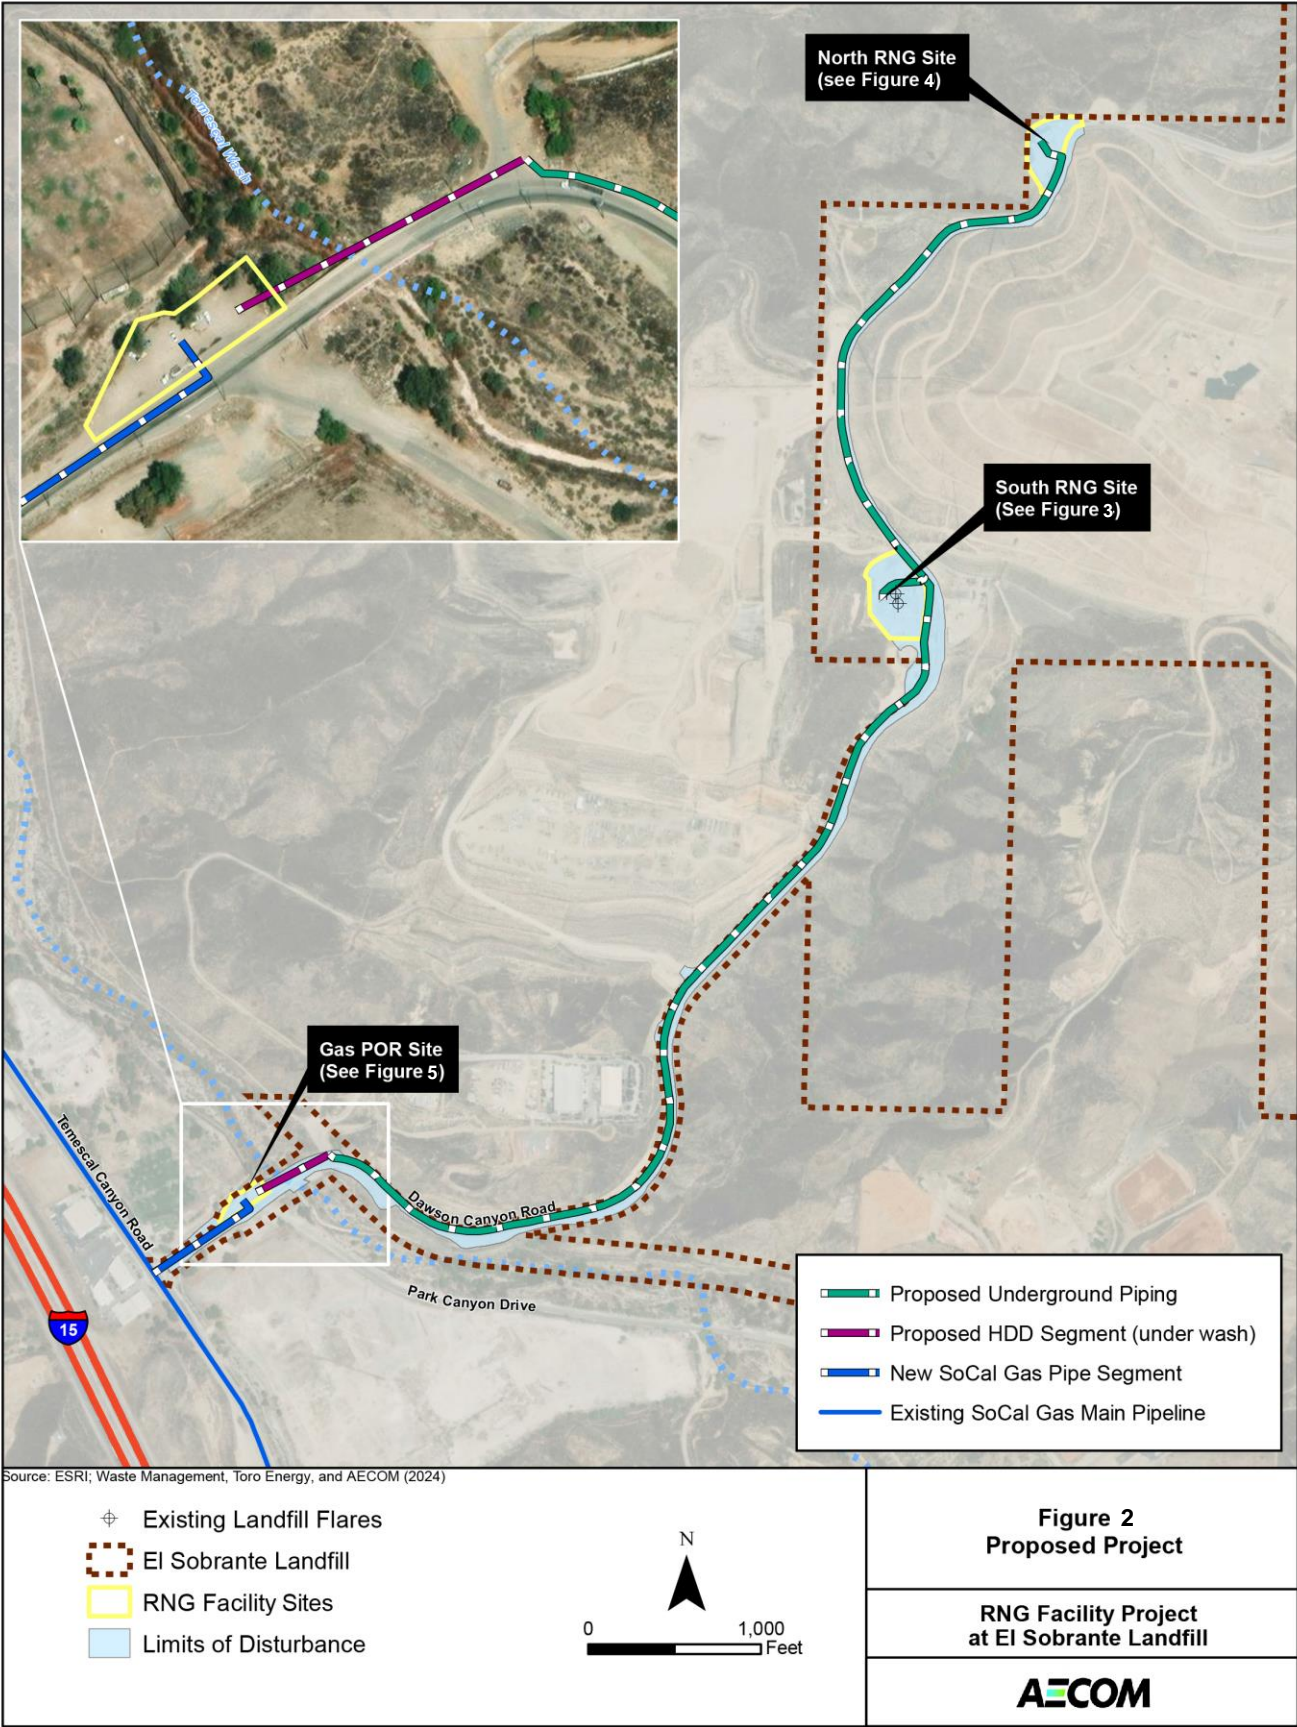 Tomescal Wash
North RNG Site
(see Figure 4)
South RNG Site
(See Figure 3)
Gas POR Site
(See Figure 5)
Temescal Canyon Road
Dawson Canyon Road
Park Canyon Drive
15
Proposed Underground Piping
Proposed HDD Segment (under wash)
New SoCal Gas Pipe Segment
Existing SoCal Gas Main Pipeline
Source: ESRI; Waste Management, Toro Energy, and AECOM (2024)
Existing Landfill Flares
El Sobrante Landfill
RNG Facility Sites
Limits of Disturbance
N
0 1,000
Feet
Figure 2
Proposed Project
RNG Facility Project
at El Sobrante Landfill
AECOM